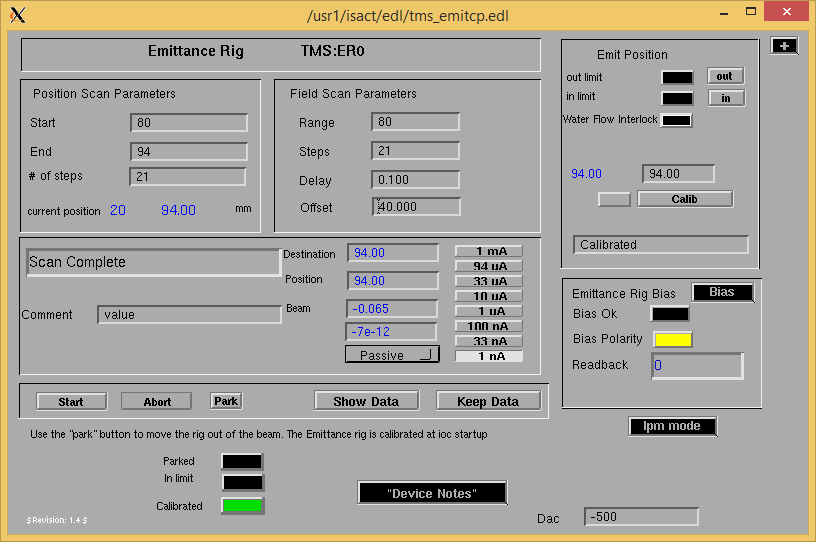 /usr1/isact/edl/tms_emitcp.edl
Emittance Rig TMS:ER0
+
Position Scan Parameters
Start 80
End 94
# of steps 21
current position 20 94.00 mm
Field Scan Parameters
Range 80
Steps 21
Delay 0.100
Offset 40.000
Emit Position
out limit out
in limit in
Water Flow Interlock
94.00 94.00
Calib
Calibrated
Scan Complete
Comment value
Destination 94.00
Position 94.00
Beam -0.065
-7e-12
Passive
1 mA
94 uA
33 uA
10 uA
1 uA
100 nA
33 nA
1 nA
Emittance Rig Bias Bias
Bias Ok
Bias Polarity
Readback 0
Start Abort Park Show Data Keep Data
Ipm mode
Use the "park" button to move the rig out of the beam. The Emittance rig is calibrated at ioc startup
Parked
In limit
Calibrated
"Device Notes"
Dac -500
$Revision: 1.4 $